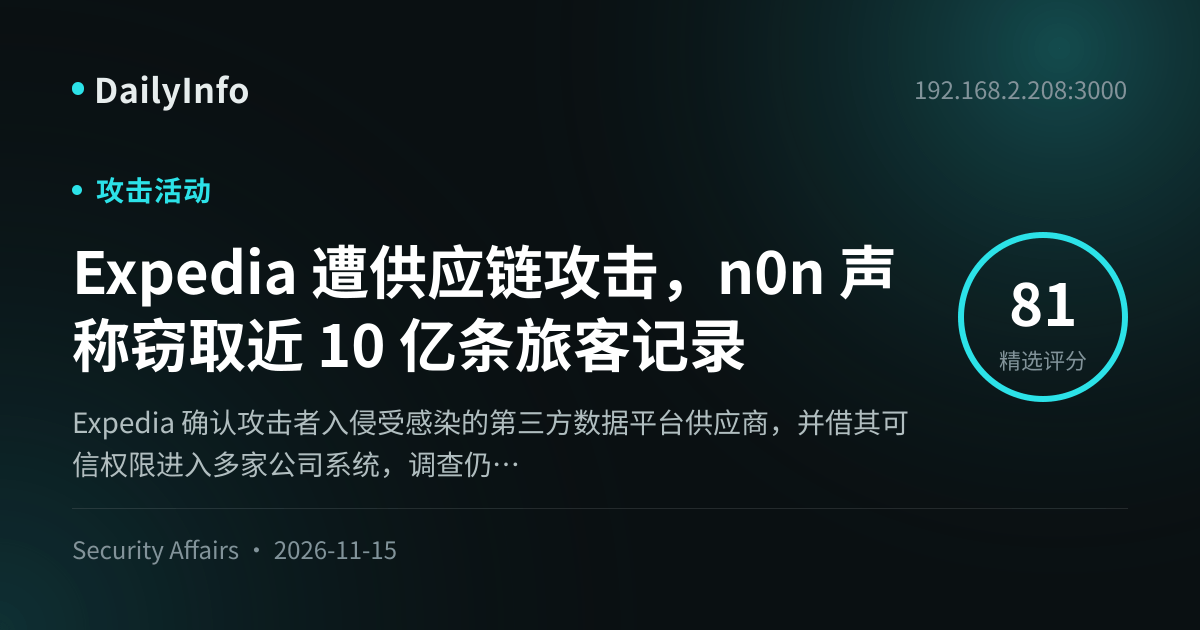 DailyInfo
192.168.2.208:3000
攻击活动
Expedia 遭供应链攻击，n0n 声
称窃取近 10 亿条旅客记录
81
精选评分
Expedia 确认攻击者入侵受感染的第三方数据平台供应商，并借其可
信权限进入多家公司系统，调查仍…
Security Affairs · 2026-11-15